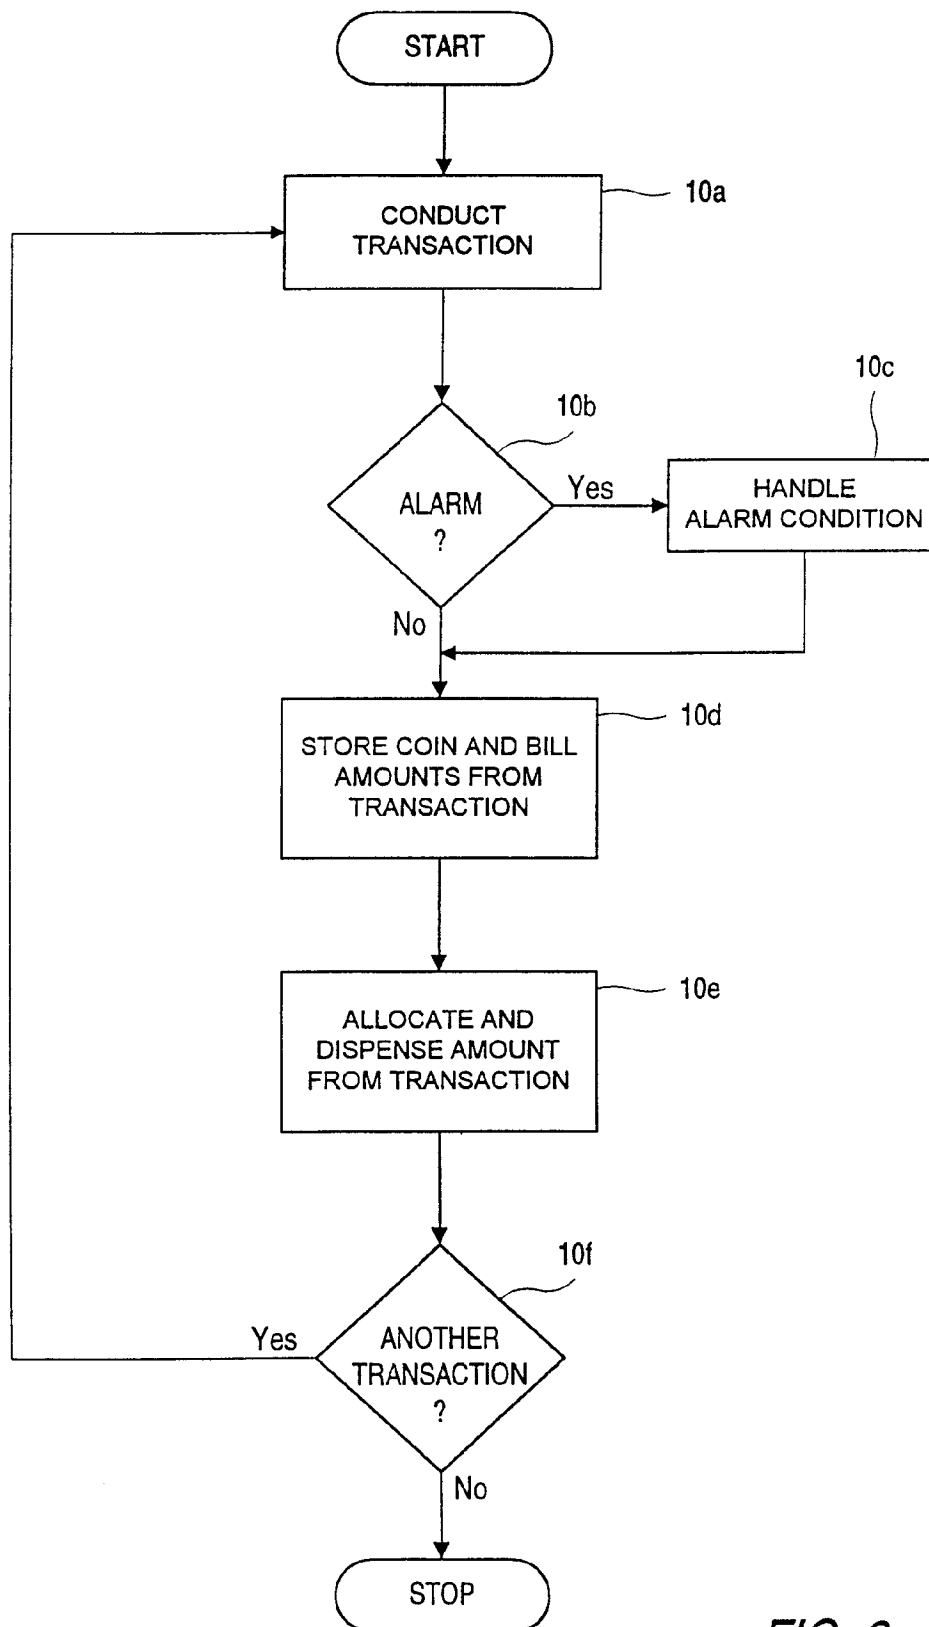 START
CONDUCT
TRANSACTION
10a
10b
ALARM
?
Yes
10c
HANDLE
ALARM CONDITION
No
10d
STORE COIN AND BILL
AMOUNTS FROM
TRANSACTION
10e
ALLOCATE AND
DISPENSE AMOUNT
FROM TRANSACTION
10f
Yes
ANOTHER
TRANSACTION
?
No
STOP